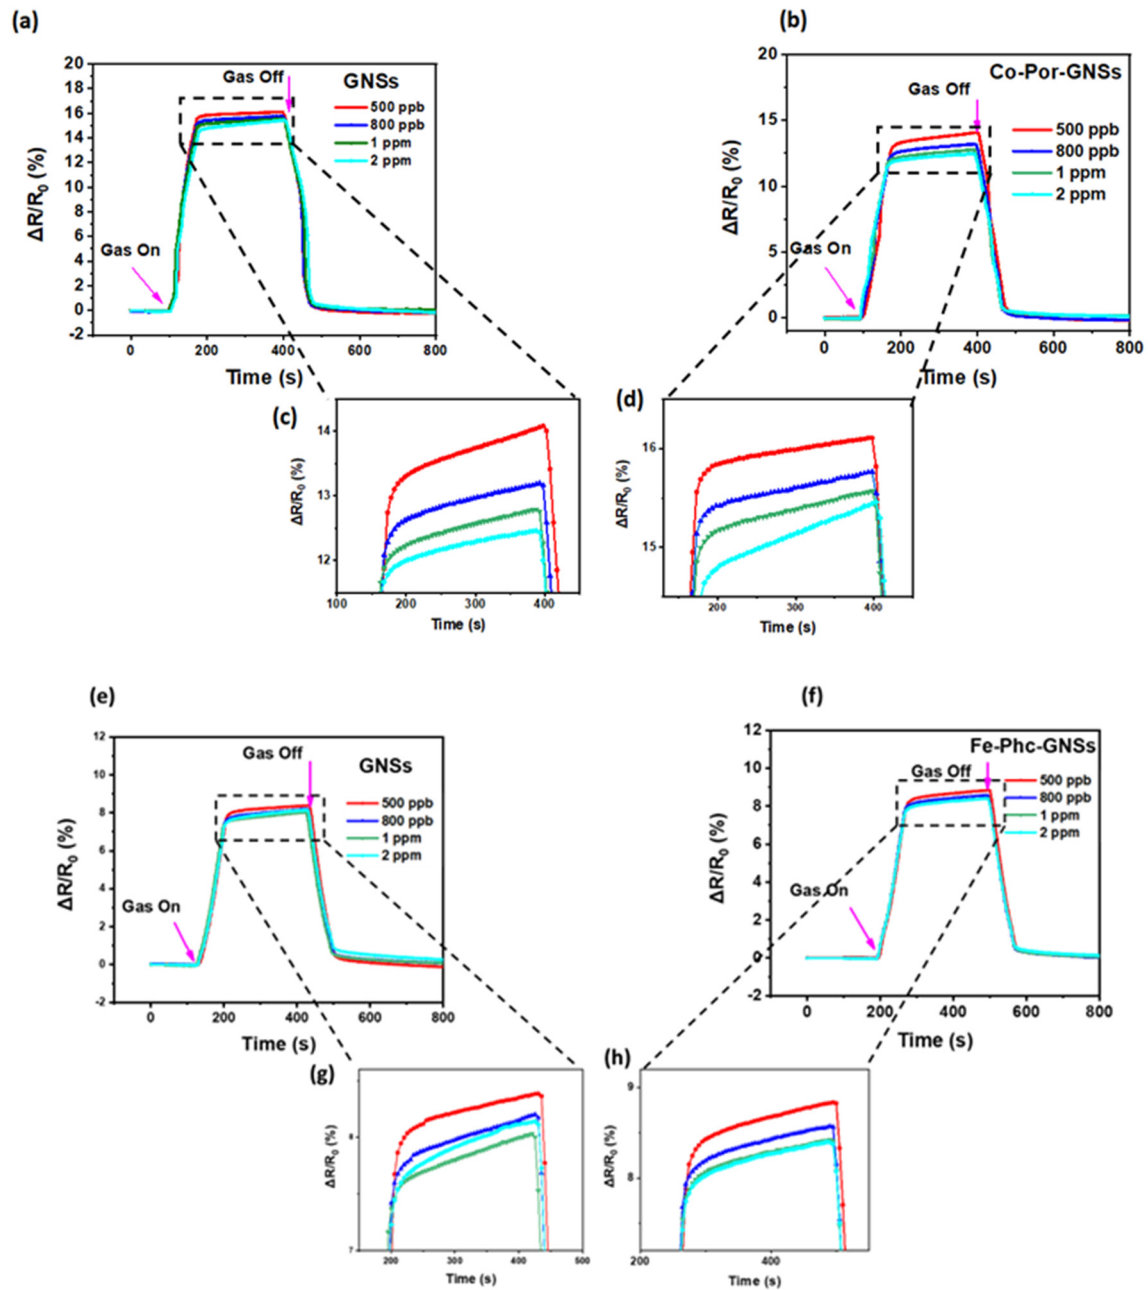 (a)
GNSs
Gas Off
500 ppb
800 ppb
1 ppm
2 ppm
Gas On
ΔR/R0 (%)
20
18
16
14
12
10
8
6
4
2
0
-2
0 200 400 600 800
Time (s)
(b)
Co-Por-GNSs
Gas Off
500 ppb
800 ppb
1 ppm
2 ppm
Gas On
ΔR/R0 (%)
20
15
10
5
0
0 200 400 600 800
Time (s)
(c)
ΔR/R0 (%)
14
13
12
100 200 300 400
Time (s)
(d)
ΔR/R0 (%)
16
15
200 300 400
Time (s)
(e)
GNSs
Gas Off
500 ppb
800 ppb
1 ppm
2 ppm
Gas On
ΔR/R0 (%)
12
10
8
6
4
2
0
-2
0 200 400 600 800
Time (s)
(f)
Fe-Phc-GNSs
Gas Off
500 ppb
800 ppb
1 ppm
2 ppm
Gas On
ΔR/R0 (%)
12
10
8
6
4
2
0
-2
0 200 400 600 800
Time (s)
(g)
ΔR/R0 (%)
8
7
200 300 400 500
Time (s)
(h)
ΔR/R0 (%)
9
8
200 400
Time (s)